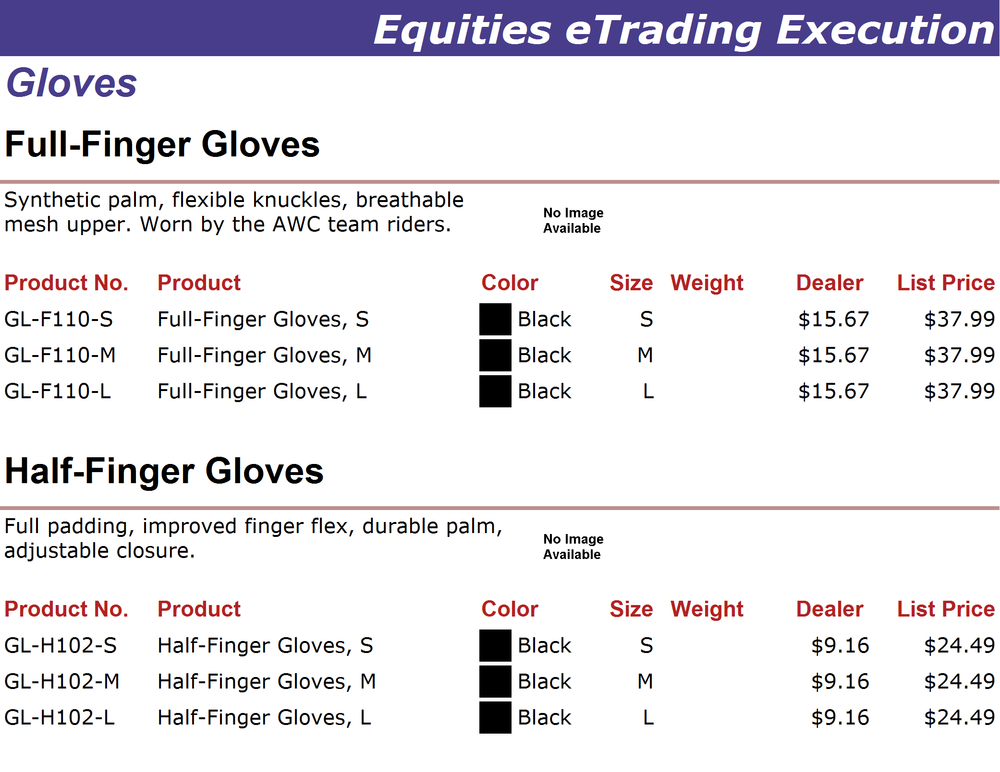 Equities eTrading Execution
Gloves
Full-Finger Gloves
Synthetic palm, flexible knuckles, breathable
mesh upper. Worn by the AWC team riders.
No Image
Available
Product No. Product Color Size Weight Dealer List Price
GL-F110-S Full-Finger Gloves, S Black S $15.67 $37.99
GL-F110-M Full-Finger Gloves, M Black M $15.67 $37.99
GL-F110-L Full-Finger Gloves, L Black L $15.67 $37.99
Half-Finger Gloves
Full padding, improved finger flex, durable palm,
adjustable closure.
No Image
Available
Product No. Product Color Size Weight Dealer List Price
GL-H102-S Half-Finger Gloves, S Black S $9.16 $24.49
GL-H102-M Half-Finger Gloves, M Black M $9.16 $24.49
GL-H102-L Half-Finger Gloves, L Black L $9.16 $24.49